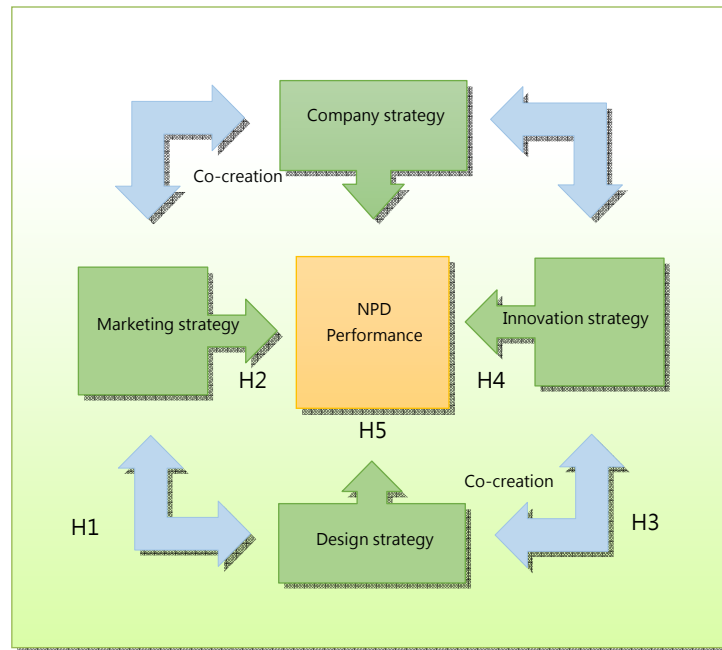 Company strategy
Co-creation
NPD
Performance
Marketing strategy
Innovation strategy
H2
H4
H5
Co-creation
H1
H3
Design strategy